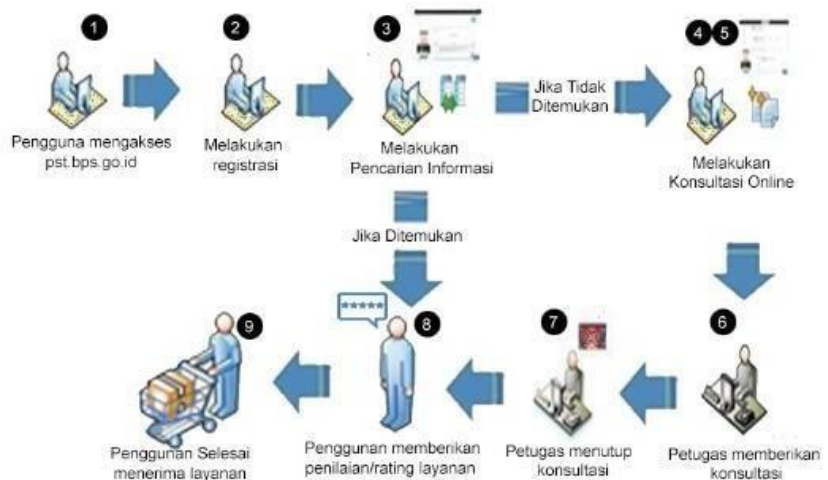 1
Pengguna mengakses
pst.bps.go.id
2
Melakukan
registrasi
3
Melakukan
Pencarian Informasi
Jika Tidak
Ditemukan
4 5
Melakukan
Konsultasi Online
Jika Ditemukan
6
Petugas memberikan
konsultasi
7
Petugas menutup
konsultasi
*****
8
Penggunan memberikan
penilaian/rating layanan
9
Penggunan Selesai
menerima layanan